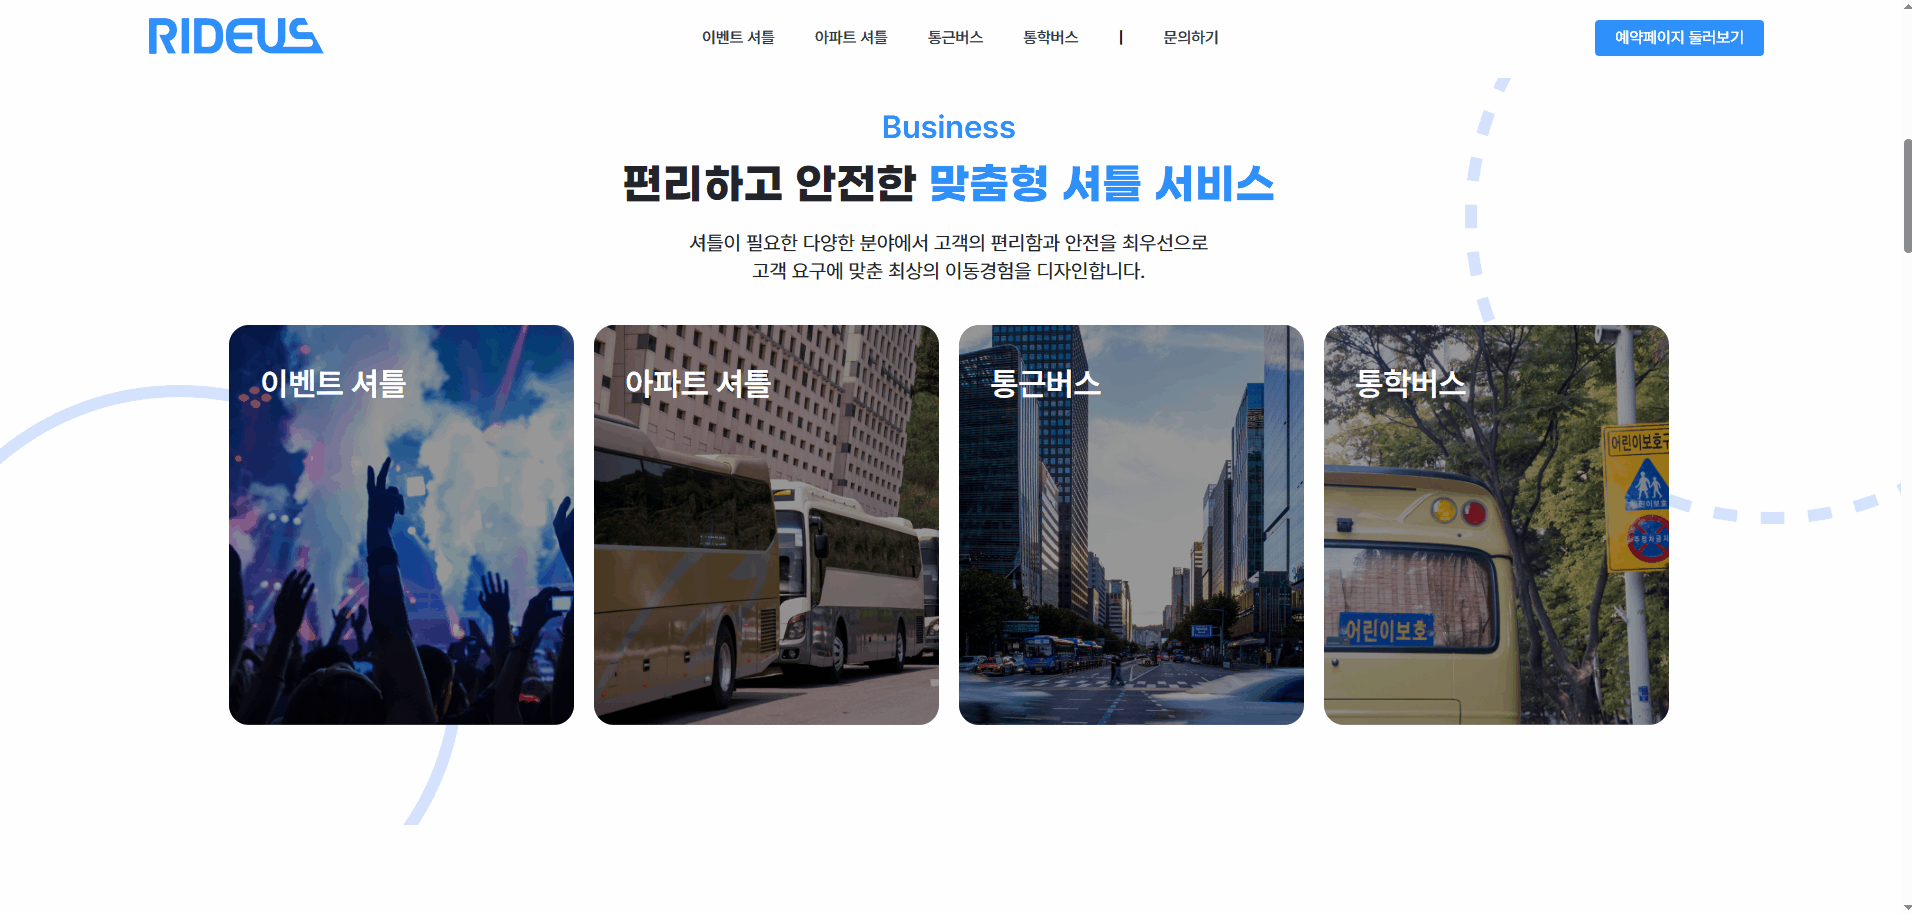 RIDEUS
이벤트 셔틀 아파트 셔틀 통근버스 통학버스 | 문의하기
예약페이지 둘러보기
Business
편리하고 안전한 맞춤형 셔틀 서비스
셔틀이 필요한 다양한 분야에서 고객의 편리함과 안전을 최우선으로
고객 요구에 맞춘 최상의 이동경험을 디자인합니다.
이벤트 셔틀
아파트 셔틀
통근버스
통학버스
어린이보호구
어린이보호
어린이보호